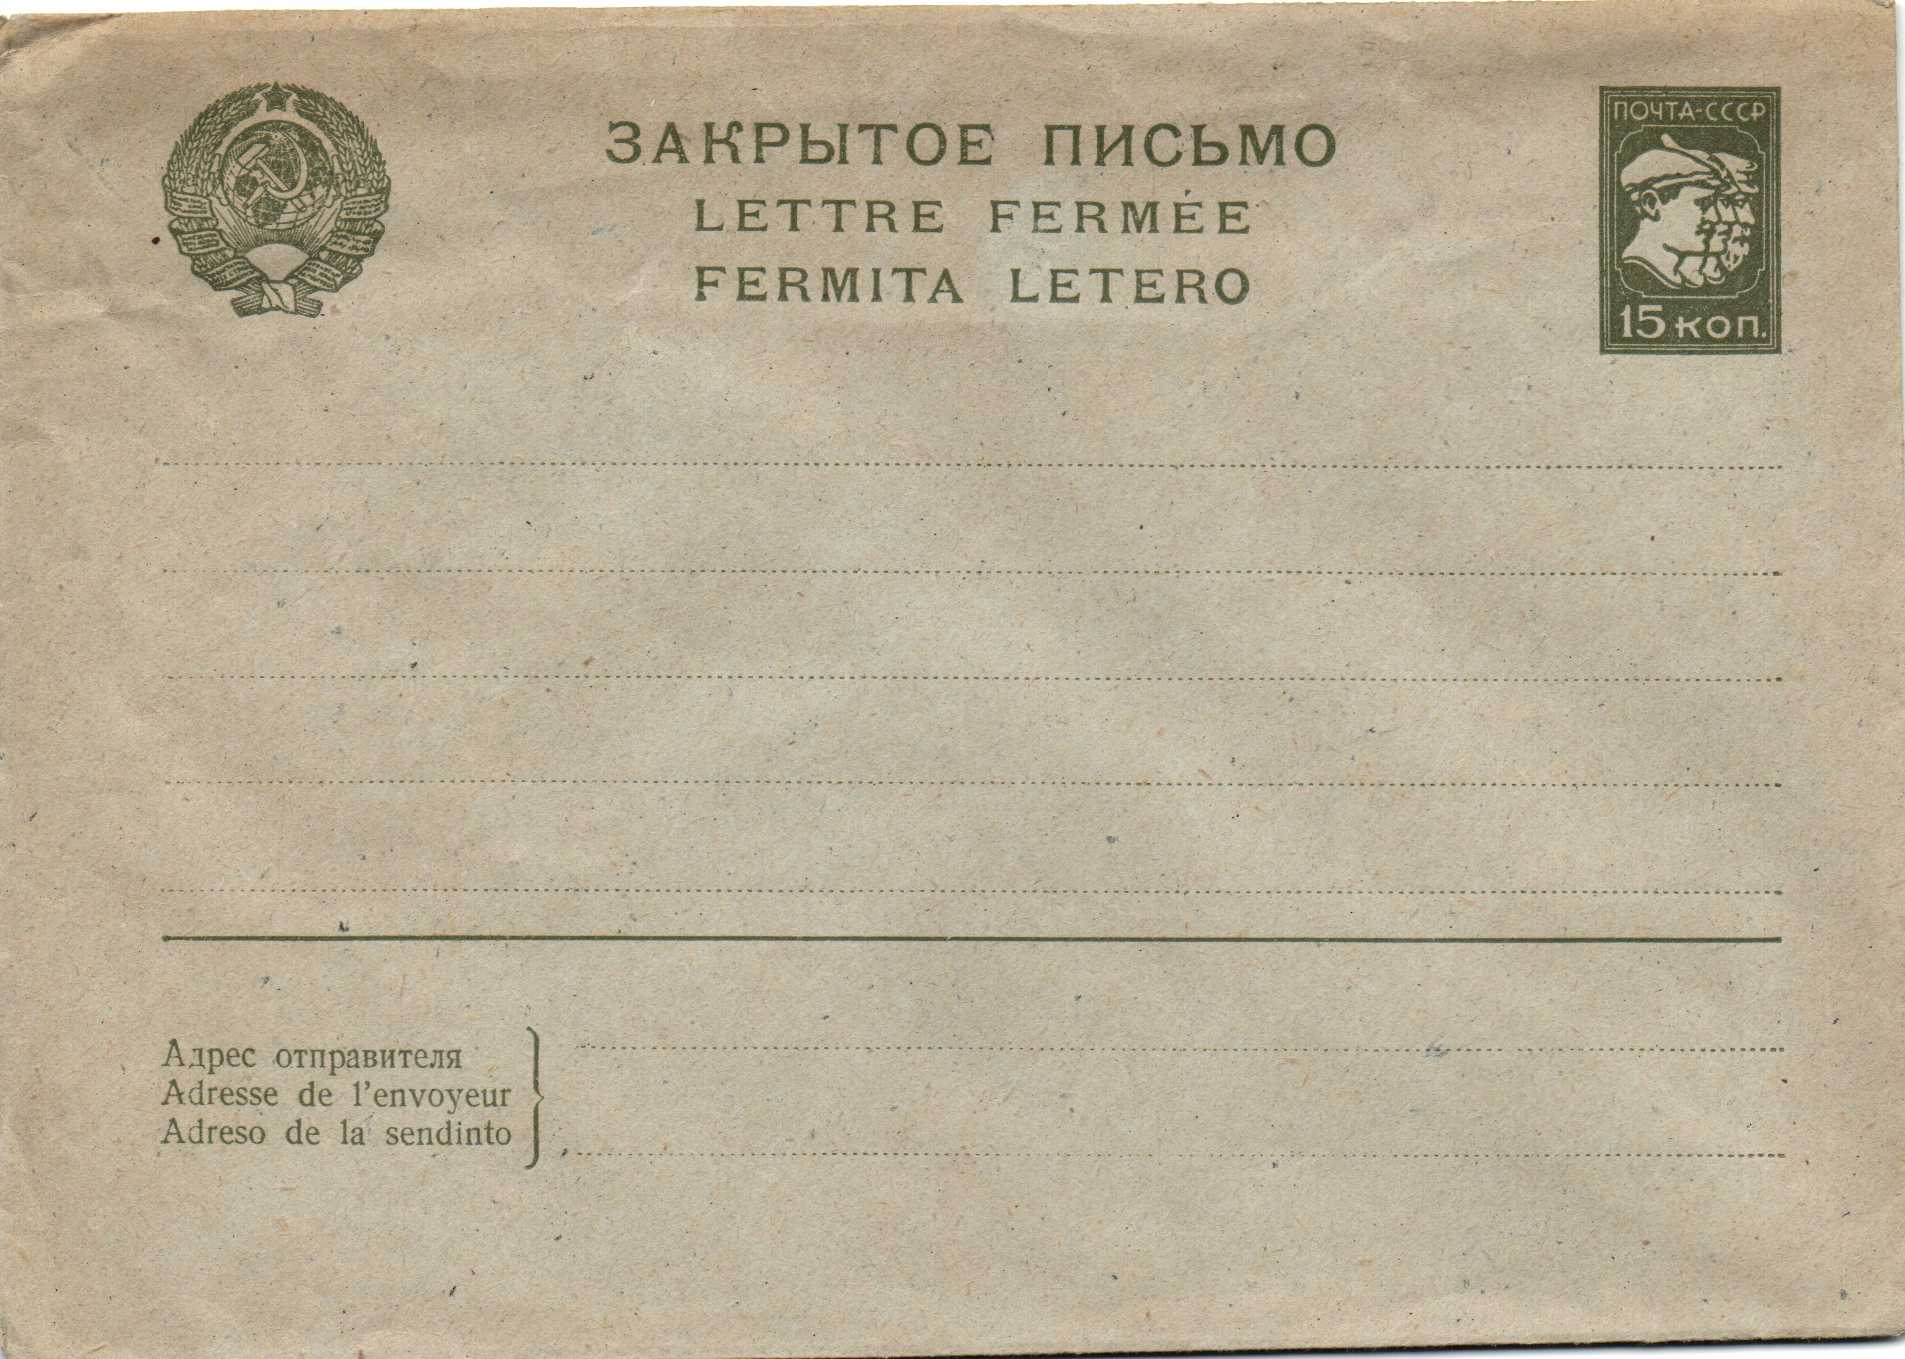 ПОЧТА-СССР
ЗАКРЫТОЕ ПИСЬМО
LETTRE FERMÉE
FERMITA LETERO
15 коп.
Адрес отправителя
Adresse de l'envoyeur
Adreso de la sendinto